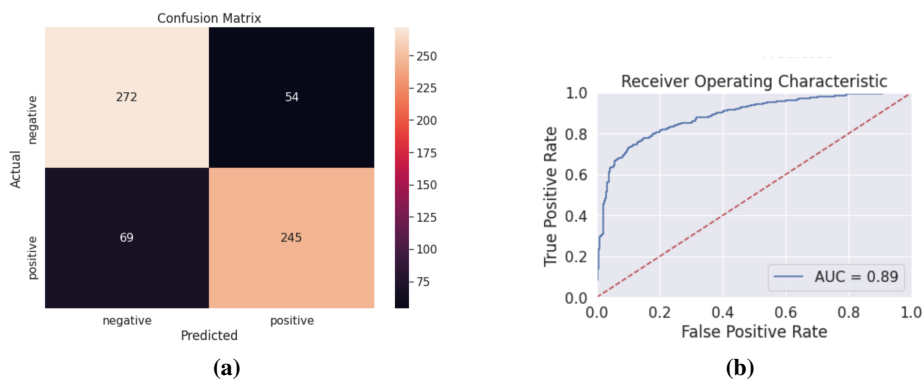 Confusion Matrix
Actual
negative
positive
272
54
69
245
negative
positive
Predicted
250
225
200
175
150
125
100
75
(a)
Receiver Operating Characteristic
True Positive Rate
1.0
0.8
0.6
0.4
0.2
0.0
AUC = 0.89
0.0
0.2
0.4
0.6
0.8
1.0
False Positive Rate
(b)